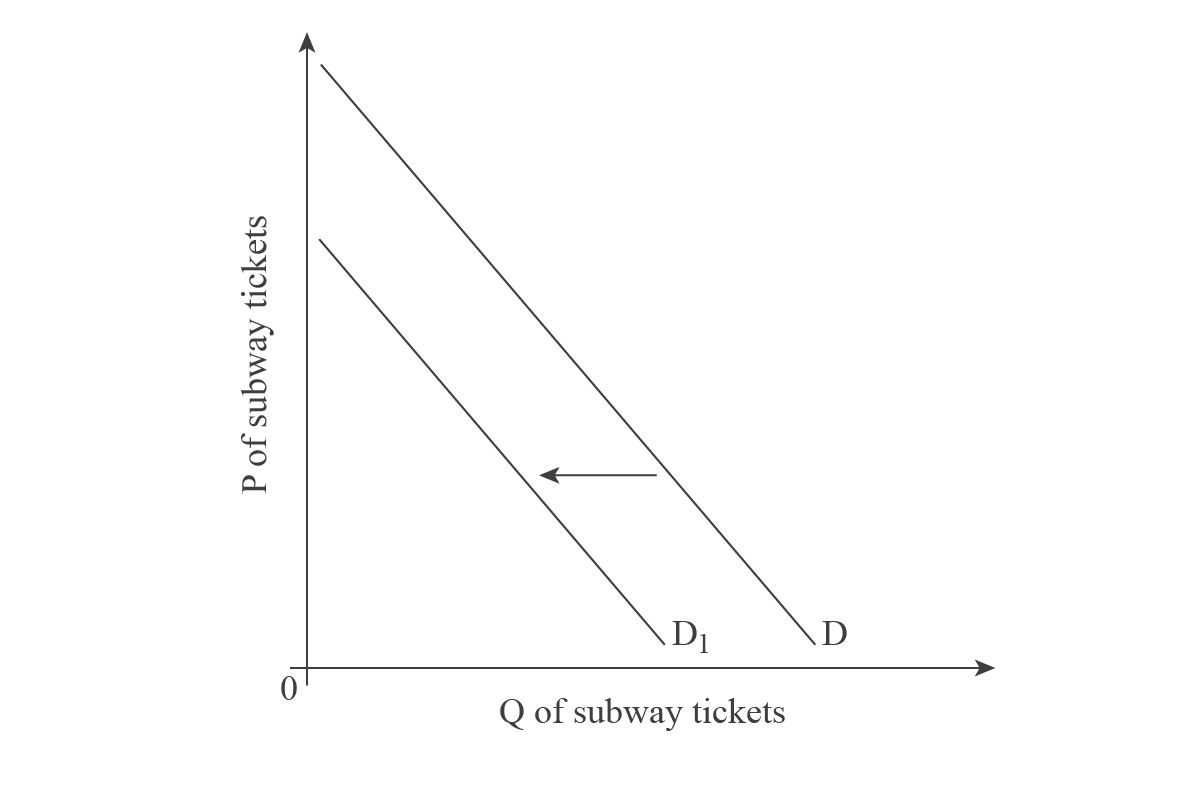 P of subway tickets
D₁
D
0
Q of subway tickets